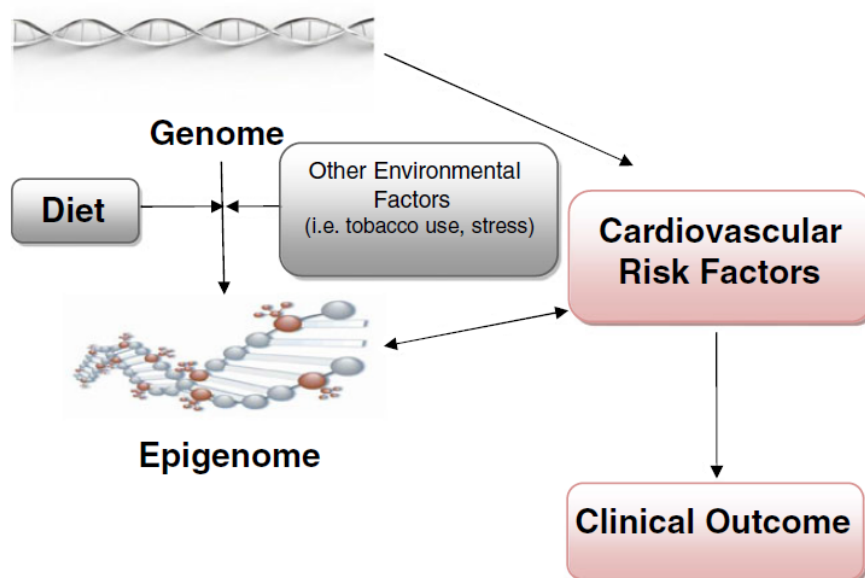 Genome
Other Environmental
Factors
(i.e. tobacco use, stress)
Diet
Cardiovascular
Risk Factors
Epigenome
Clinical Outcome